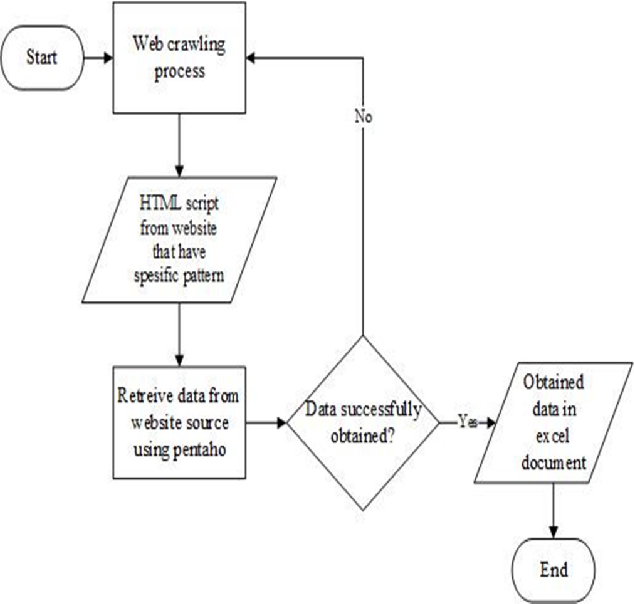 Start
Web crawling
process
No
HTML script
from website
that have
spesific pattern
Retreive data from
website source
using pentaho
Data successfully
obtained?
Yes
Obtained
data in
excel
document
End